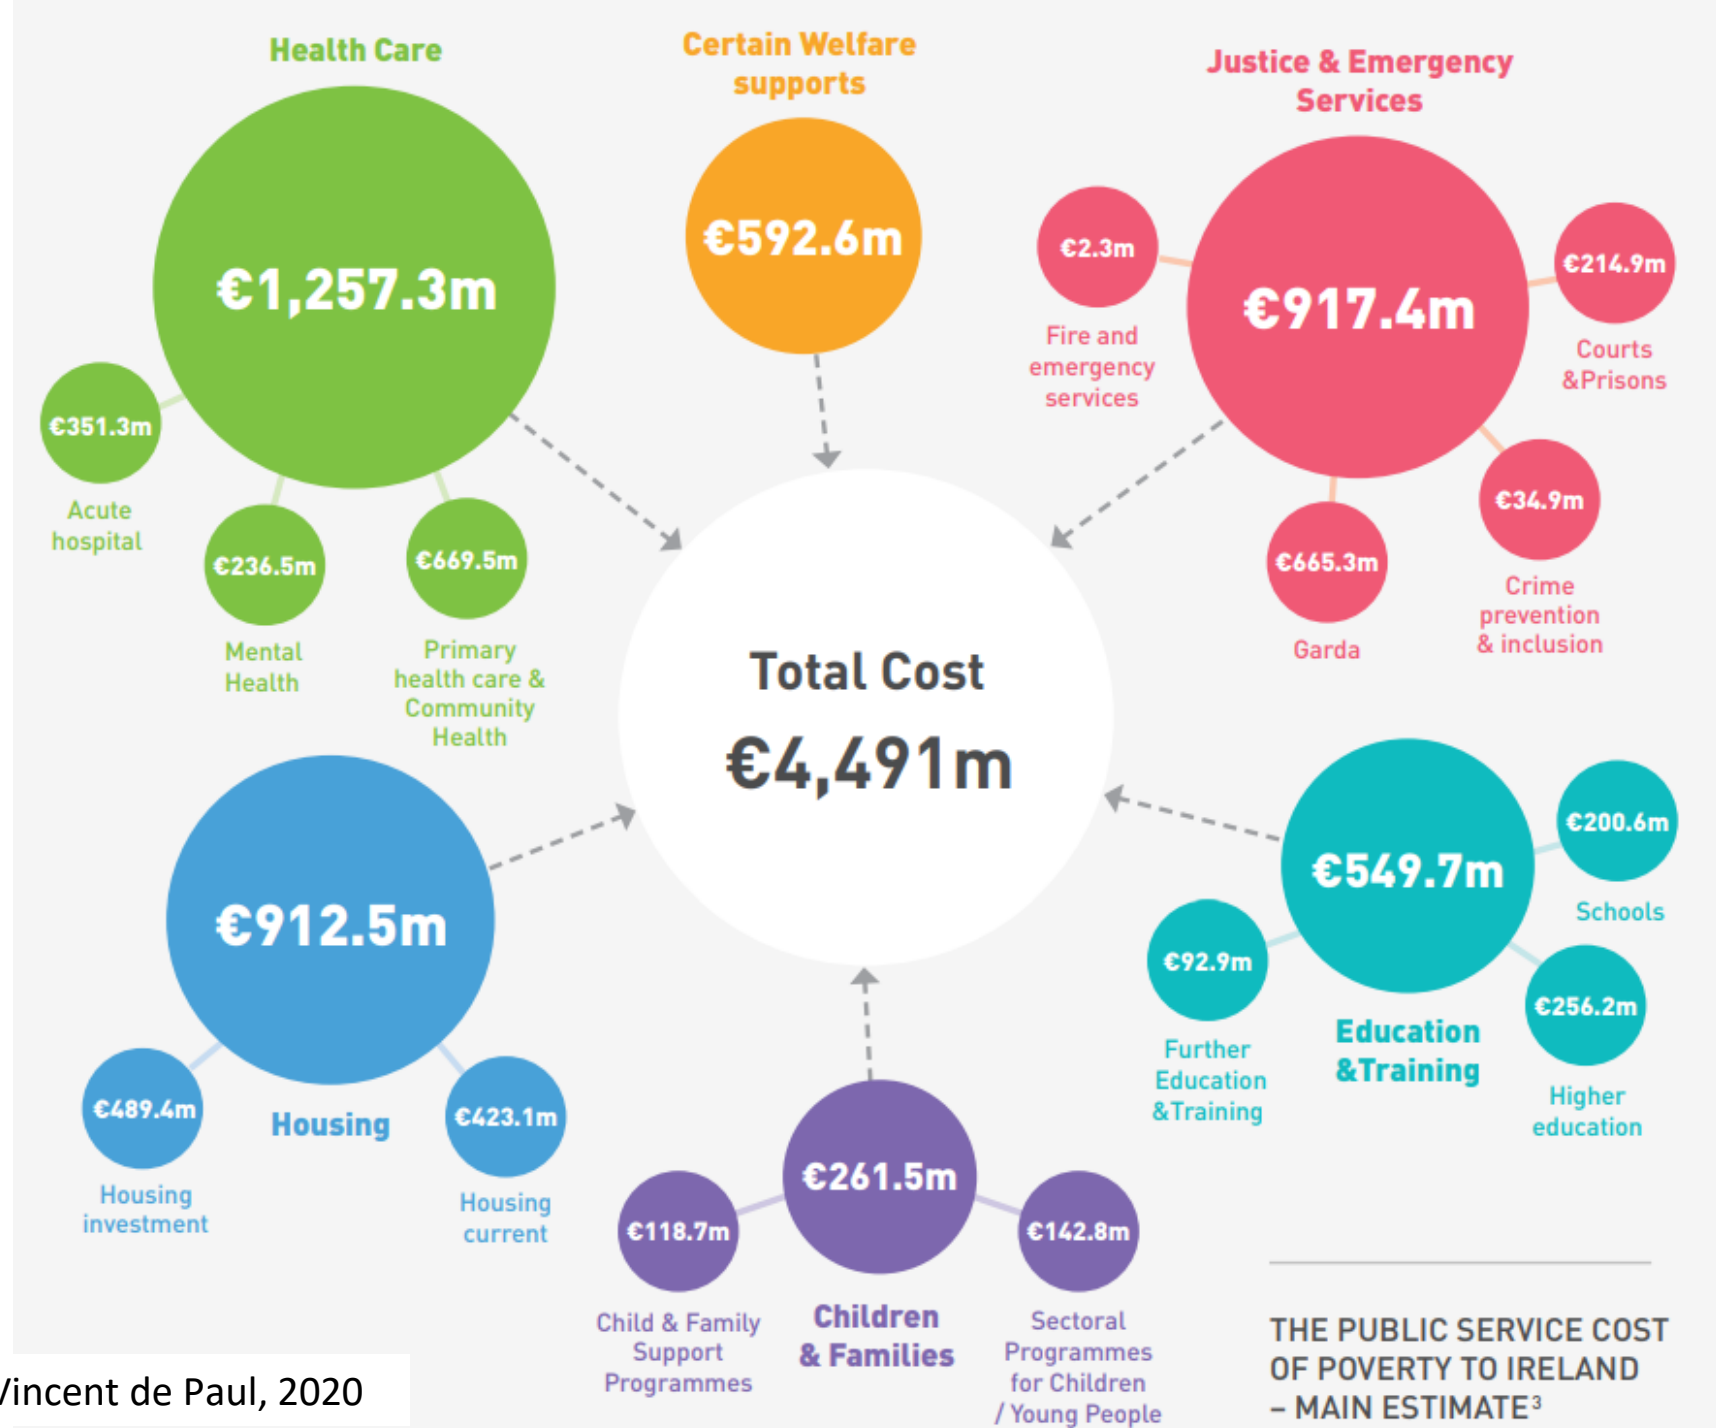 Health Care
€1,257.3m
€351.3m
Acute
hospital
€236.5m
Mental
Health
€669.5m
Primary
health care &
Community
Health
Certain Welfare
supports
€592.6m
Justice & Emergency
Services
€917.4m
€2.3m
Fire and
emergency
services
€214.9m
Courts
&Prisons
€34.9m
Crime
prevention
& inclusion
€665.3m
Garda
Total Cost
€4,491m
€912.5m
Housing
€489.4m
Housing
investment
€423.1m
Housing
current
€261.5m
Children
& Families
€118.7m
Child & Family
Support
Programmes
€142.8m
Sectoral
Programmes
for Children
/ Young People
€549.7m
Education
&Training
€200.6m
Schools
€92.9m
Further
Education
&Training
€256.2m
Higher
education
THE PUBLIC SERVICE COST
OF POVERTY TO IRELAND
– MAIN ESTIMATE³
Vincent de Paul, 2020